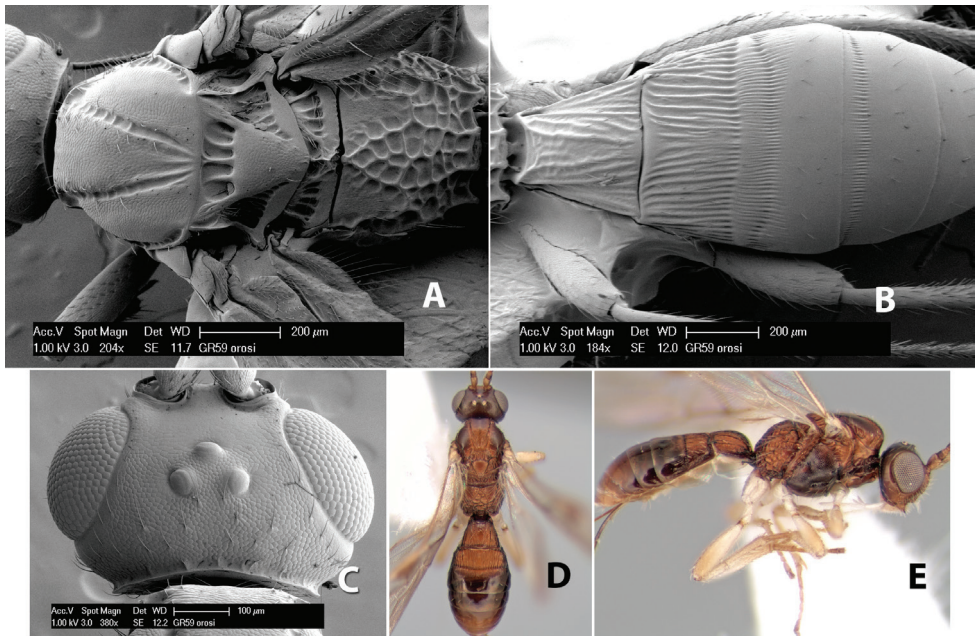 A
Acc.V Spot Magn Det WD 200 µm
1.00 kV 3.0 204x SE 11.7 GR59 orosi
B
Acc.V Spot Magn Det WD 200 µm
1.00 kV 3.0 184x SE 12.0 GR59 orosi
C
Acc.V Spot Magn Det WD 100 µm
1.00 kV 3.0 380x SE 12.2 GR59 orosi
D
E